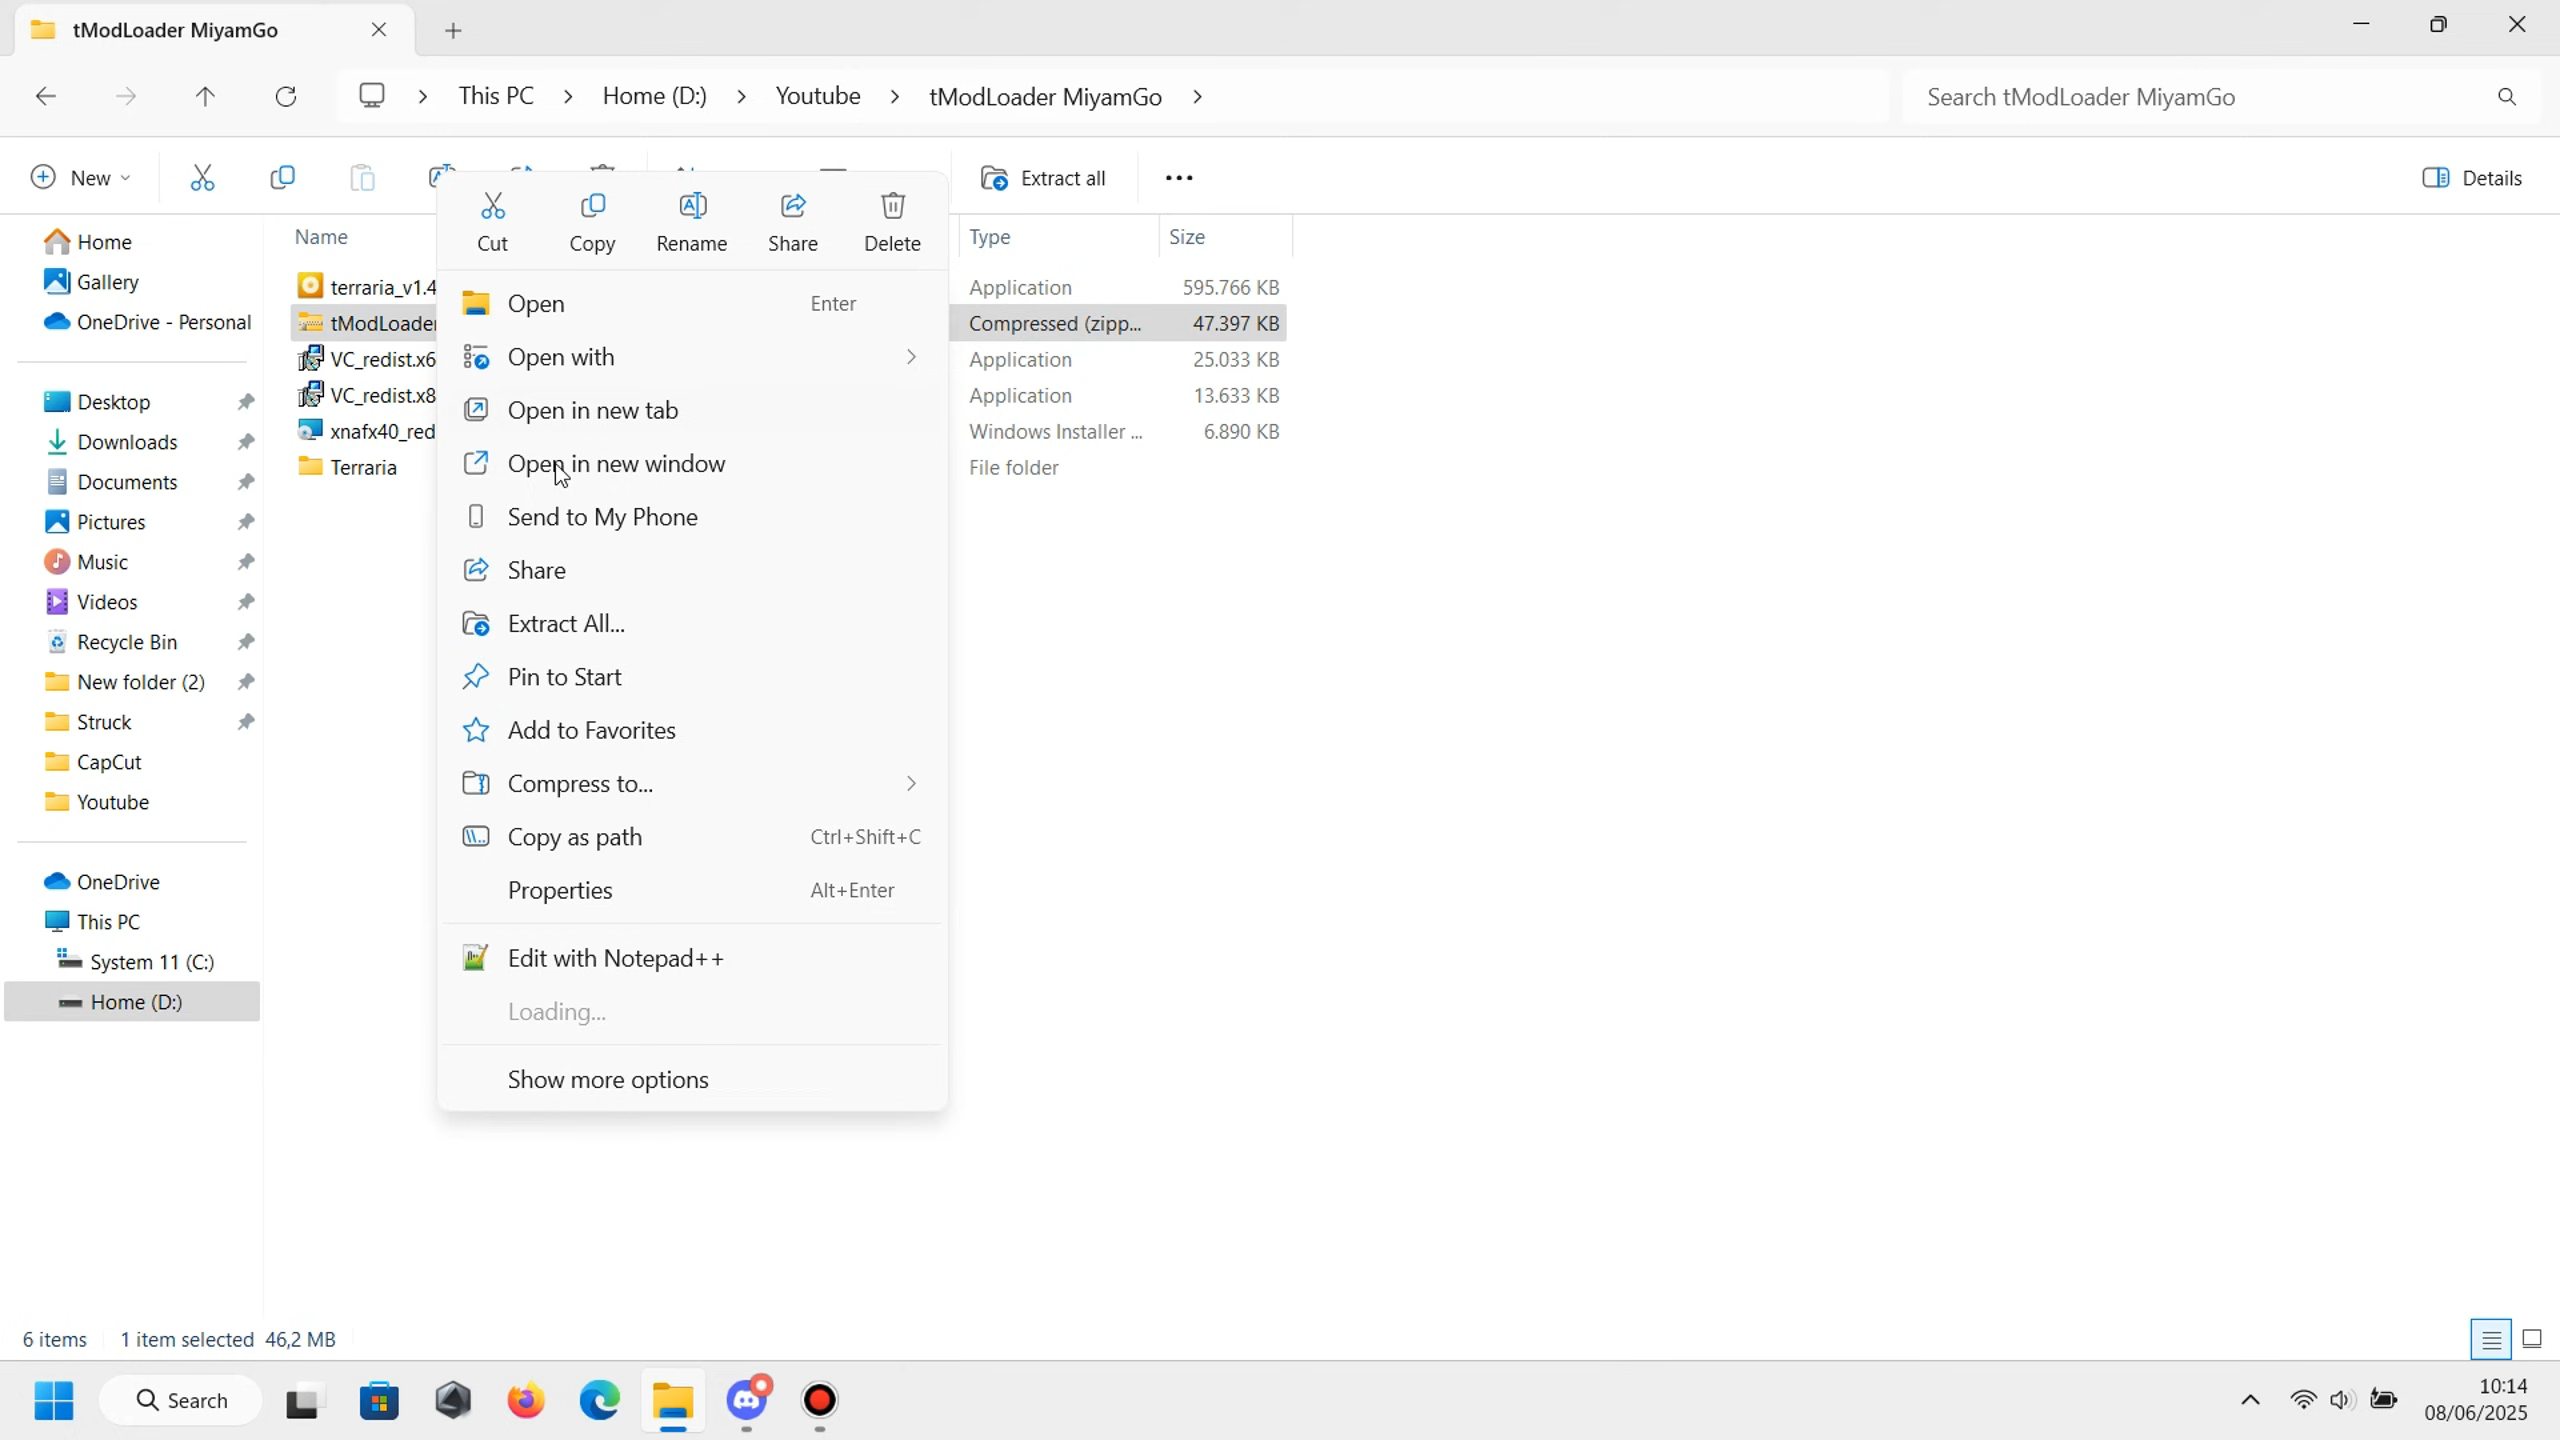 tModLoader MiyamGo
This PC > Home (D:) > Youtube > tModLoader MiyamGo >
Search tModLoader MiyamGo
New
Extract all
Details
Cut Copy Rename Share Delete
Name Type Size
Home
Gallery
OneDrive - Personal
Desktop
Downloads
Documents
Pictures
Music
Videos
Recycle Bin
New folder (2)
Struck
CapCut
Youtube
OneDrive
This PC
System 11 (C:)
Home (D:)
terraria_v1.4 Application 595.766 KB
tModLoader Compressed (zipp... 47.397 KB
VC_redist.x6 Application 25.033 KB
VC_redist.x8 Application 13.633 KB
xnafx40_red Windows Installer ... 6.890 KB
Terraria File folder
Open Enter
Open with
Open in new tab
Open in new window
Send to My Phone
Share
Extract All...
Pin to Start
Add to Favorites
Compress to...
Copy as path Ctrl+Shift+C
Properties Alt+Enter
Edit with Notepad++
Loading...
Show more options
6 items 1 item selected 46,2 MB
Search
10:14
08/06/2025